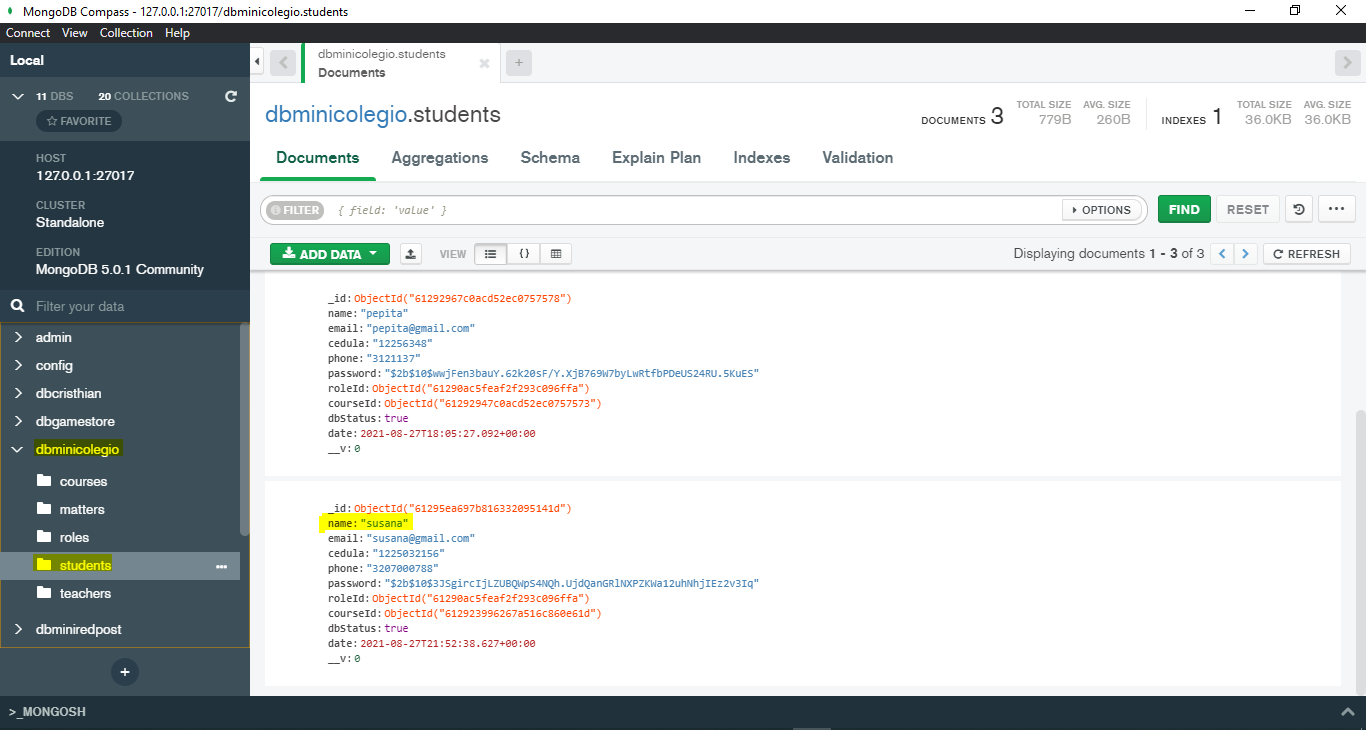 MongoDB Compass - 127.0.0.1:27017/dbminicolegio.students
Connect View Collection Help
Local
11 DBS 20 COLLECTIONS
FAVORITE
HOST
127.0.0.1:27017
CLUSTER
Standalone
EDITION
MongoDB 5.0.1 Community
Filter your data
admin
config
dbcristhian
dbgamestore
dbminicolegio
courses
matters
roles
students
teachers
dbminiredpost
dbminicolegio.students
Documents
dbminicolegio.students
DOCUMENTS 3
TOTAL SIZE 779B
AVG. SIZE 260B
INDEXES 1
TOTAL SIZE 36.0KB
AVG. SIZE 36.0KB
Documents Aggregations Schema Explain Plan Indexes Validation
FILTER { field: 'value' } OPTIONS FIND RESET
ADD DATA VIEW {} Displaying documents 1 - 3 of 3 REFRESH
_id: ObjectId("61292967c0acd52ec0757578")
name: "pepita"
email: "pepita@gmail.com"
cedula: "12256348"
phone: "3121137"
password: "$2b$10$wwjFen3bauY.62k20sF/Y.XjB769W7byLwRtfbPDeUS24RU.5KuES"
roleId: ObjectId("61290ac5feaf2f293c096ffa")
courseId: ObjectId("61292947c0acd52ec0757573")
dbStatus: true
date: 2021-08-27T18:05:27.092+00:00
__v: 0
_id: ObjectId("61295ea697b816332095141d")
name: "susana"
email: "susana@gmail.com"
cedula: "1225032156"
phone: "3207000788"
password: "$2b$10$3JSgircIjLZUBQWpS4NQh.UjdQanGRlNXPZKWa12uhNhjIEz2v3Iq"
roleId: ObjectId("61290ac5feaf2f293c096ffa")
courseId: ObjectId("612923996267a516c860e61d")
dbStatus: true
date: 2021-08-27T21:52:38.627+00:00
__v: 0
>_MONGOSH